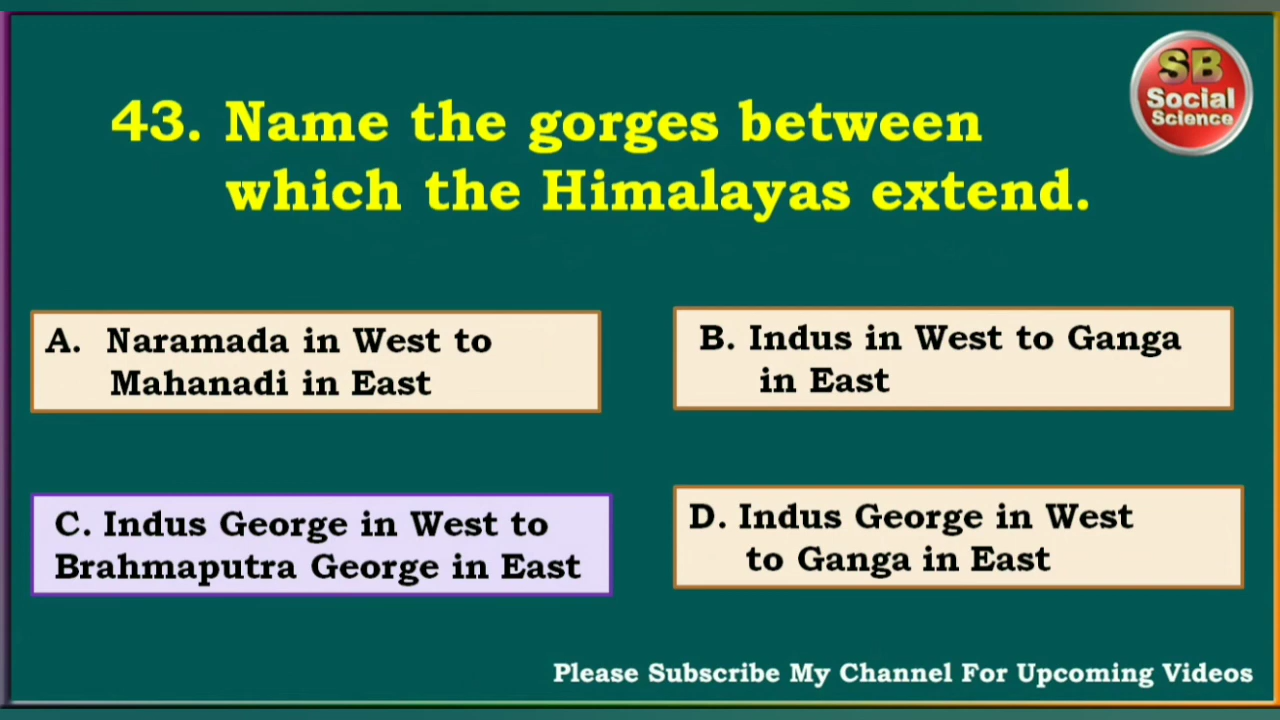 SB
Social
Science
43. Name the gorges between
which the Himalayas extend.
A. Naramada in West to
Mahanadi in East
B. Indus in West to Ganga
in East
C. Indus George in West to
Brahmaputra George in East
D. Indus George in West
to Ganga in East
Please Subscribe My Channel For Upcoming Videos